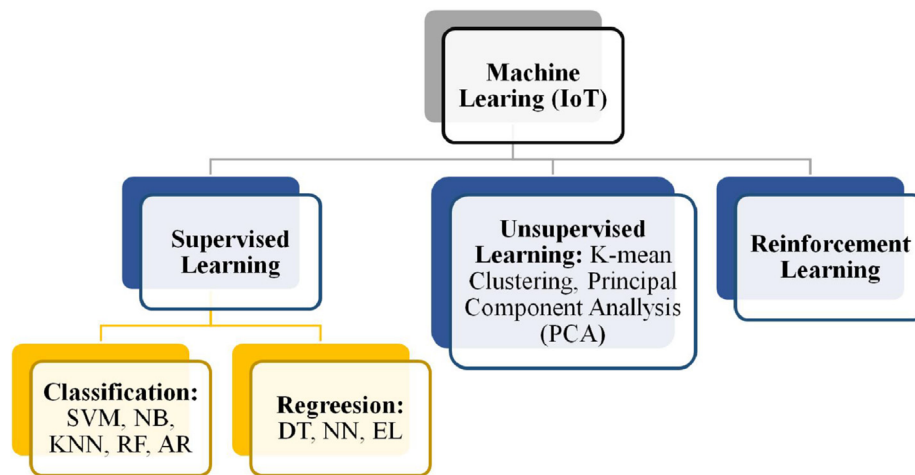 Machine
Learing (IoT)
Supervised
Learning
Unsupervised
Learning: K-mean
Clustering, Principal
Component Anallysis
(PCA)
Reinforcement
Learning
Classification:
SVM, NB,
KNN, RF, AR
Regreesion:
DT, NN, EL